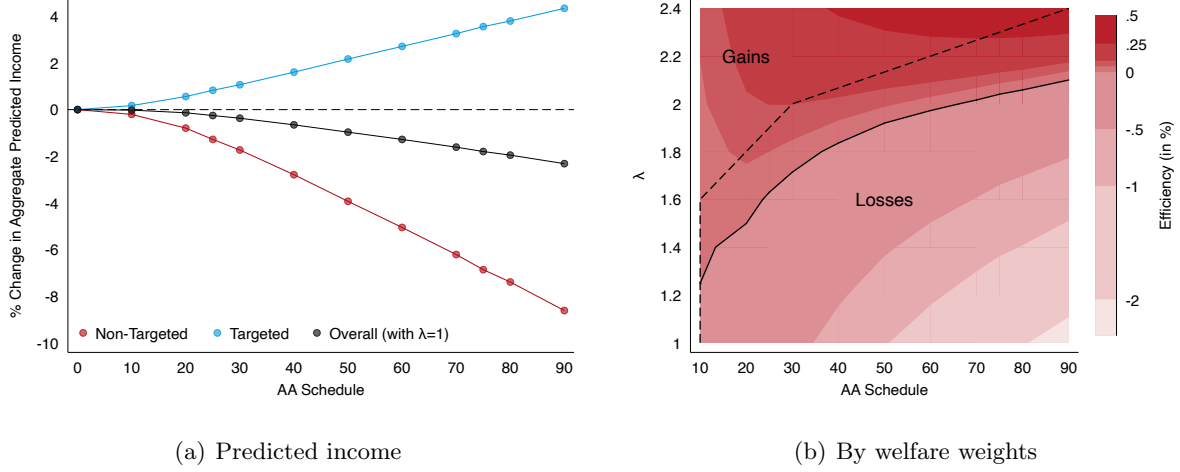 % Change in Aggregate Predicted Income
4
2
0
-2
-4
-6
-8
-10
Non-Targeted
Targeted
Overall (with λ=1)
0 10 20 30 40 50 60 70 80 90
AA Schedule
(a) Predicted income
λ
2.4
2.2
2
1.8
1.6
1.4
1.2
1
Gains
Losses
10 20 30 40 50 60 70 80 90
AA Schedule
.5
.25
0
-.5
-1
-2
Efficiency (in %)
(b) By welfare weights